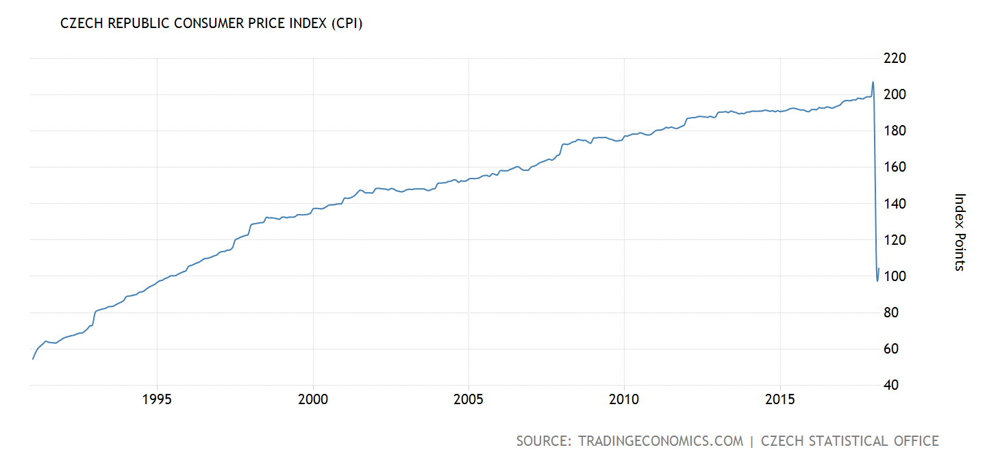 CZECH REPUBLIC CONSUMER PRICE INDEX (CPI)
220
200
180
160
140
120
100
80
60
40
Index Points
1995 2000 2005 2010 2015
SOURCE: TRADINGECONOMICS.COM | CZECH STATISTICAL OFFICE